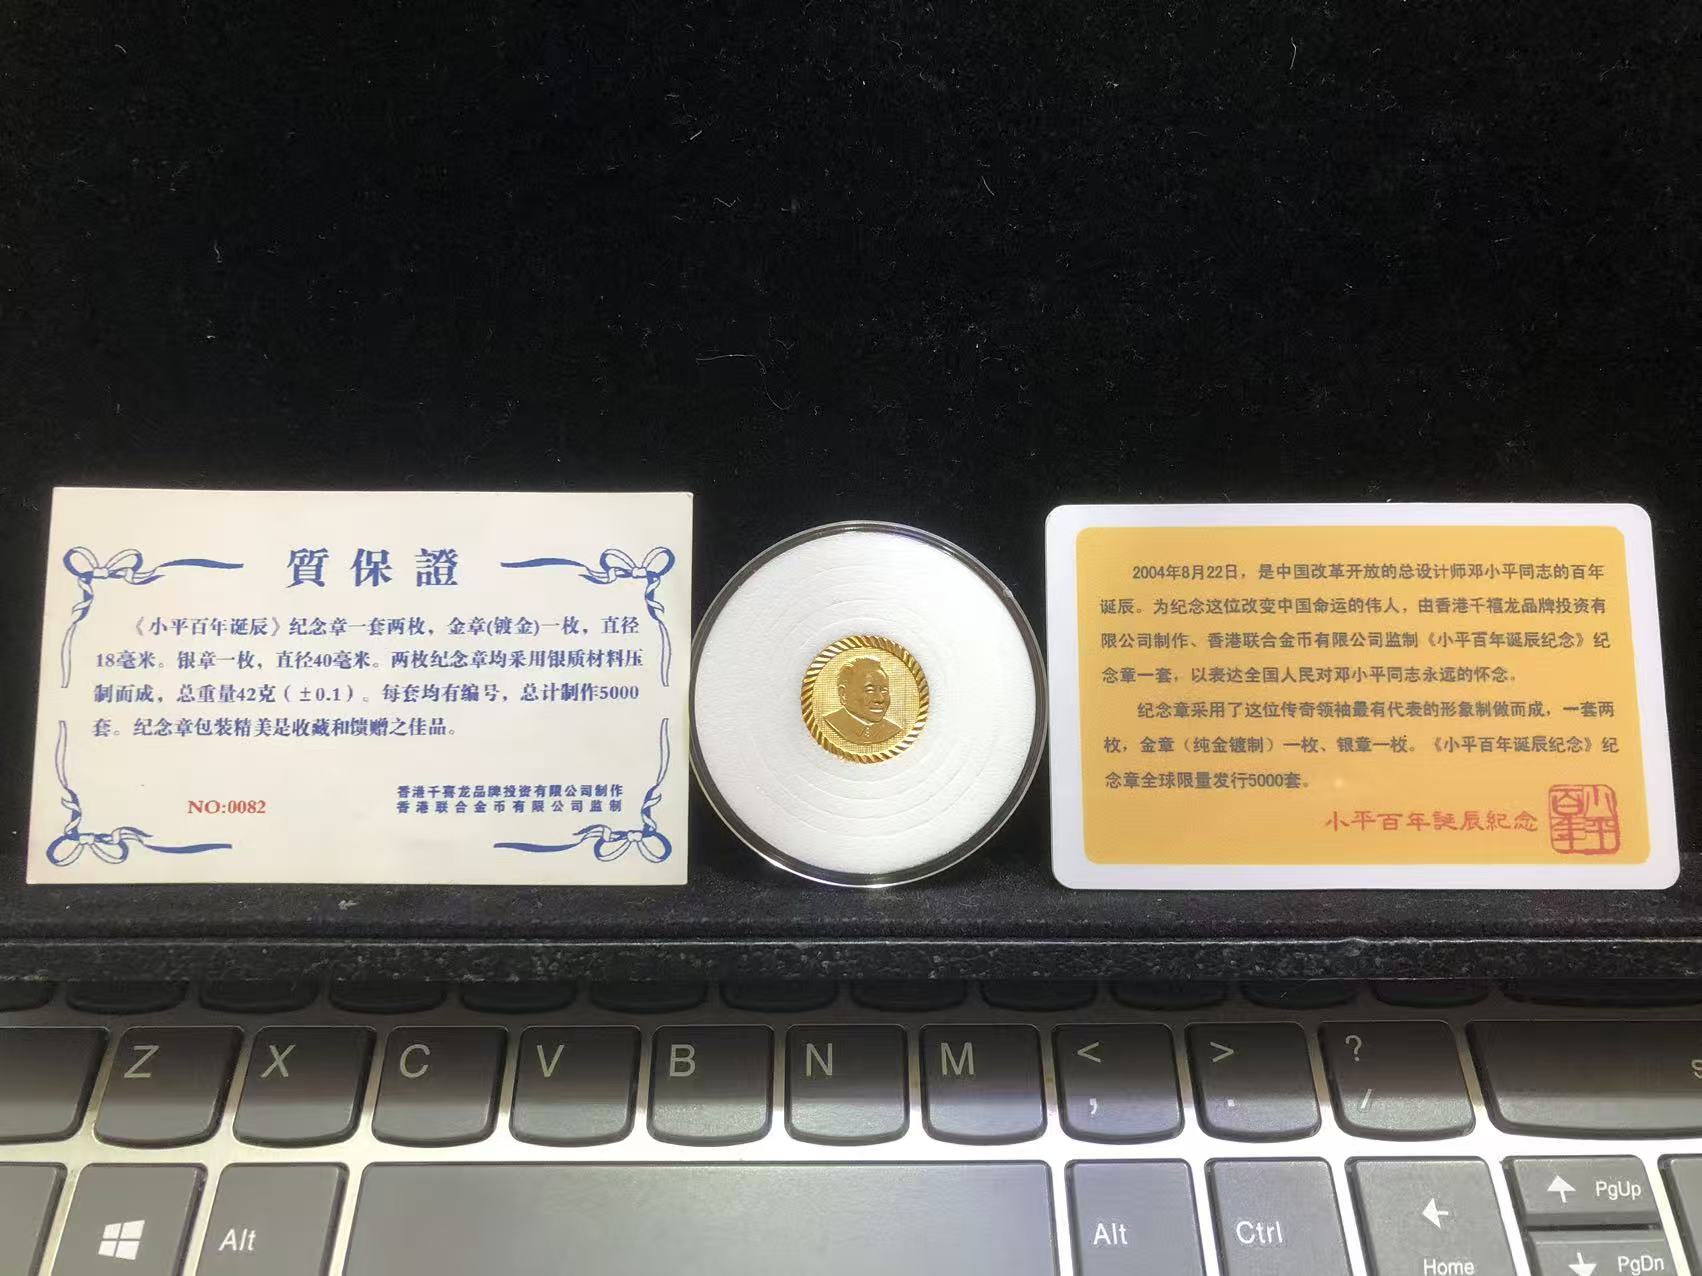 質保證
《小平百年诞辰》纪念章一套两枚，金章(镀金)一枚，直径
18毫米。银章一枚，直径40毫米。两枚纪念章均采用银质材料压
制而成，总重量42克（±0.1）。每套均有编号，总计制作5000
套。纪念章包装精美是收藏和馈赠之佳品。
NO:0082
香港千喜龙品牌投资有限公司制作
香港联合金币有限公司监制
2004年8月22日，是中国改革开放的总设计师邓小平同志的百年
诞辰。为纪念这位改变中国命运的伟人，由香港千禧龙品牌投资有
限公司制作、香港联合金币有限公司监制《小平百年诞辰纪念》纪
念章一套，以表达全国人民对邓小平同志永远的怀念。
纪念章采用了这位传奇领袖最有代表的形象制做而成，一套两
枚，金章（纯金镀制）一枚、银章一枚。《小平百年诞辰纪念》纪
念章全球限量发行5000套。
小平百年誕辰紀念
小平
百年
Z X C V B N M < , > . ? /
Alt Alt Ctrl Home PgUp
PgDn